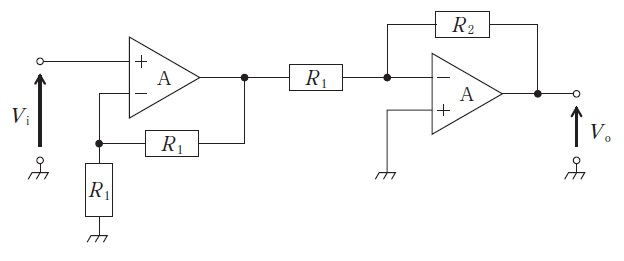 R₂
+
A
−
R₁
−
A
+
Vᵢ
R₁
Vₒ
R₁